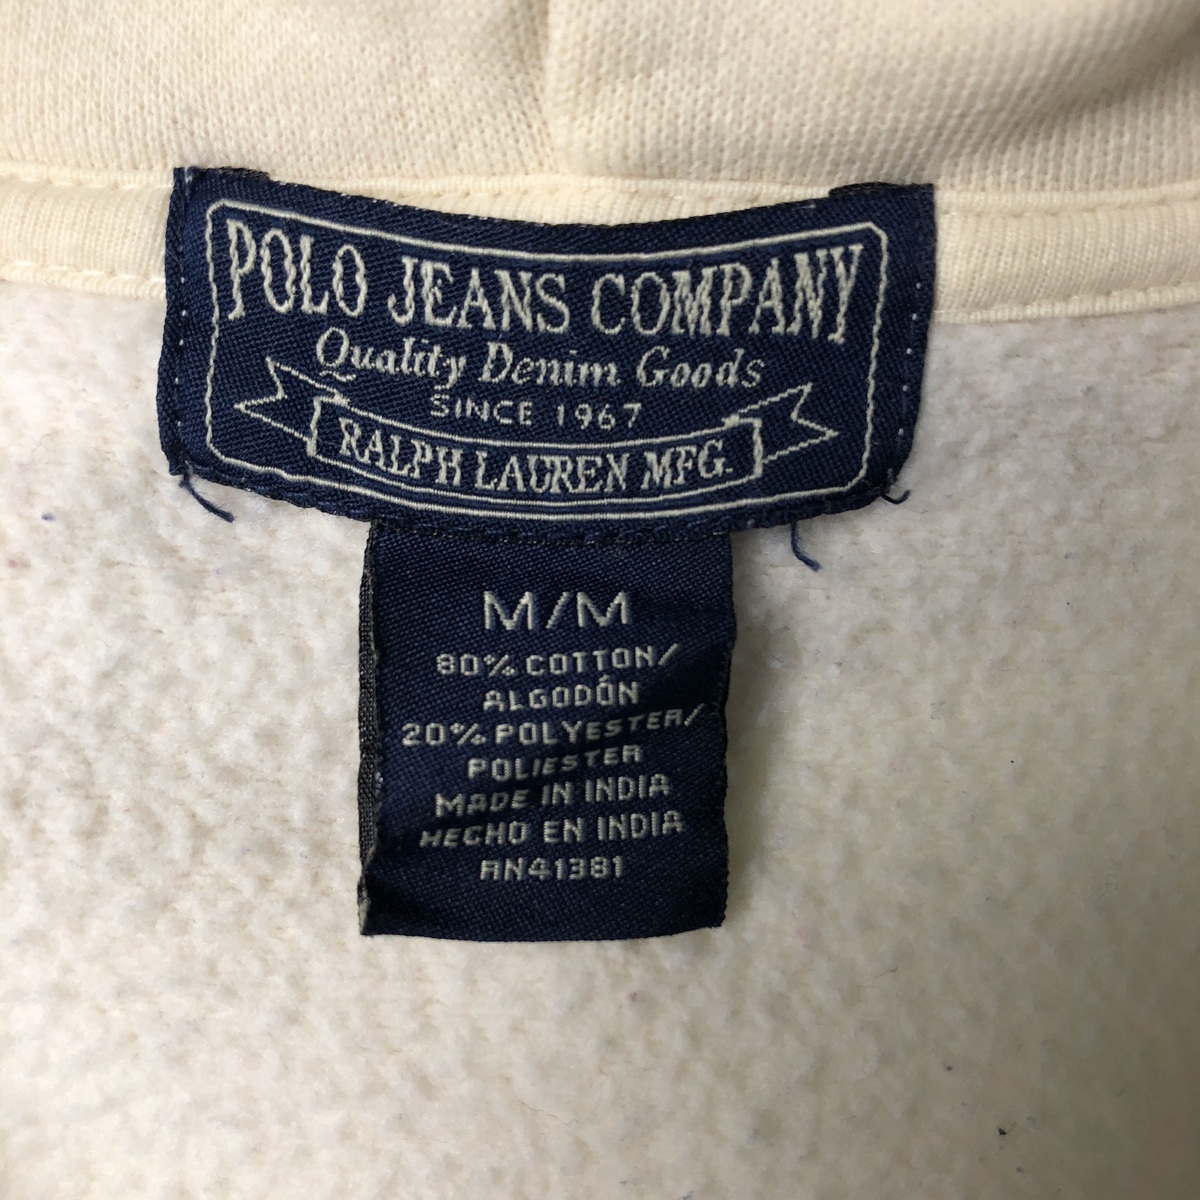 POLO JEANS COMPANY
Quality Denim Goods
SINCE 1967
RALPH LAUREN MFG.
M/M
80% COTTON/
ALGODÓN
20% POLYESTER/
POLIESTER
MADE IN INDIA
HECHO EN INDIA
RN41381